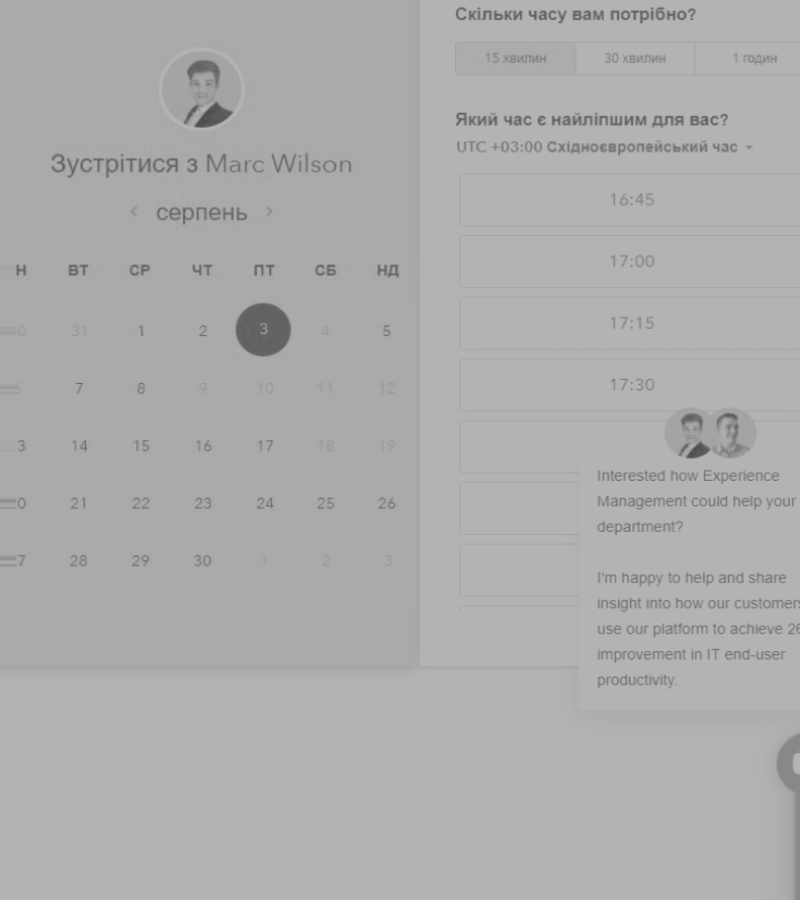 Зустрітися з Marc Wilson
серпень
Н ВТ СР ЧТ ПТ СБ НД
0 31 1 2 3 4 5
6 7 8 9 10 11 12
3 14 15 16 17 18 19
0 21 22 23 24 25 26
7 28 29 30 1 2 3
Скільки часу вам потрібно?
15 хвилин 30 хвилин 1 годин
Який час є найліпшим для вас?
UTC +03:00 Східноєвропейський час
16:45
17:00
17:15
17:30
Interested how Experience
Management could help your
department?
I'm happy to help and share
insight into how our customers
use our platform to achieve 26
improvement in IT end-user
productivity.